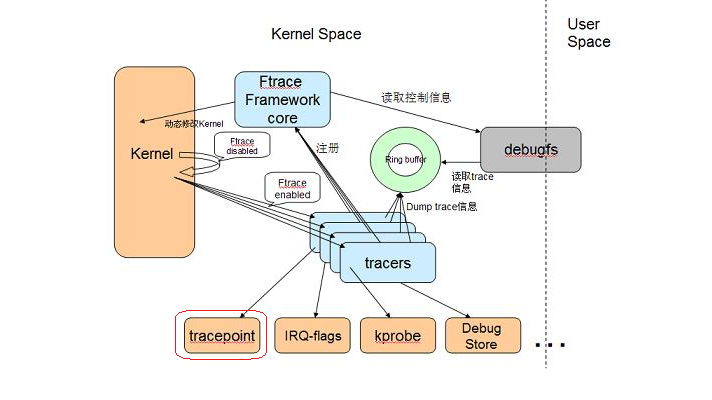 Kernel Space
User
Space
Ftrace
Framework
core
读取控制信息
动态修改Kernel
Kernel
Ftrace
disabled
注册
Ring buffer
debugfs
读取trace
信息
Ftrace
enabled
Dump trace信息
tracers
tracepoint
IRQ-flags
kprobe
Debug
Store
...